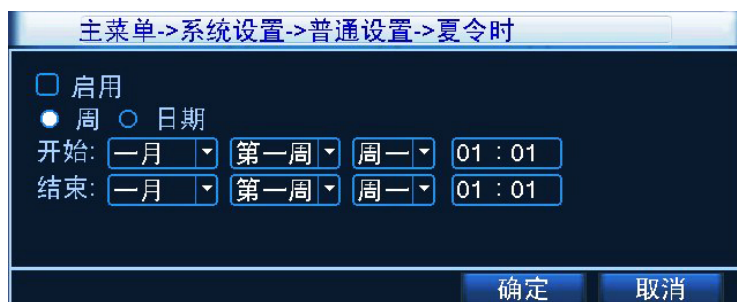 主菜单->系统设置->普通设置->夏令时
启用
周 日期
开始: 一月 第一周 周一 01 : 01
结束: 一月 第一周 周一 01 : 01
确定 取消